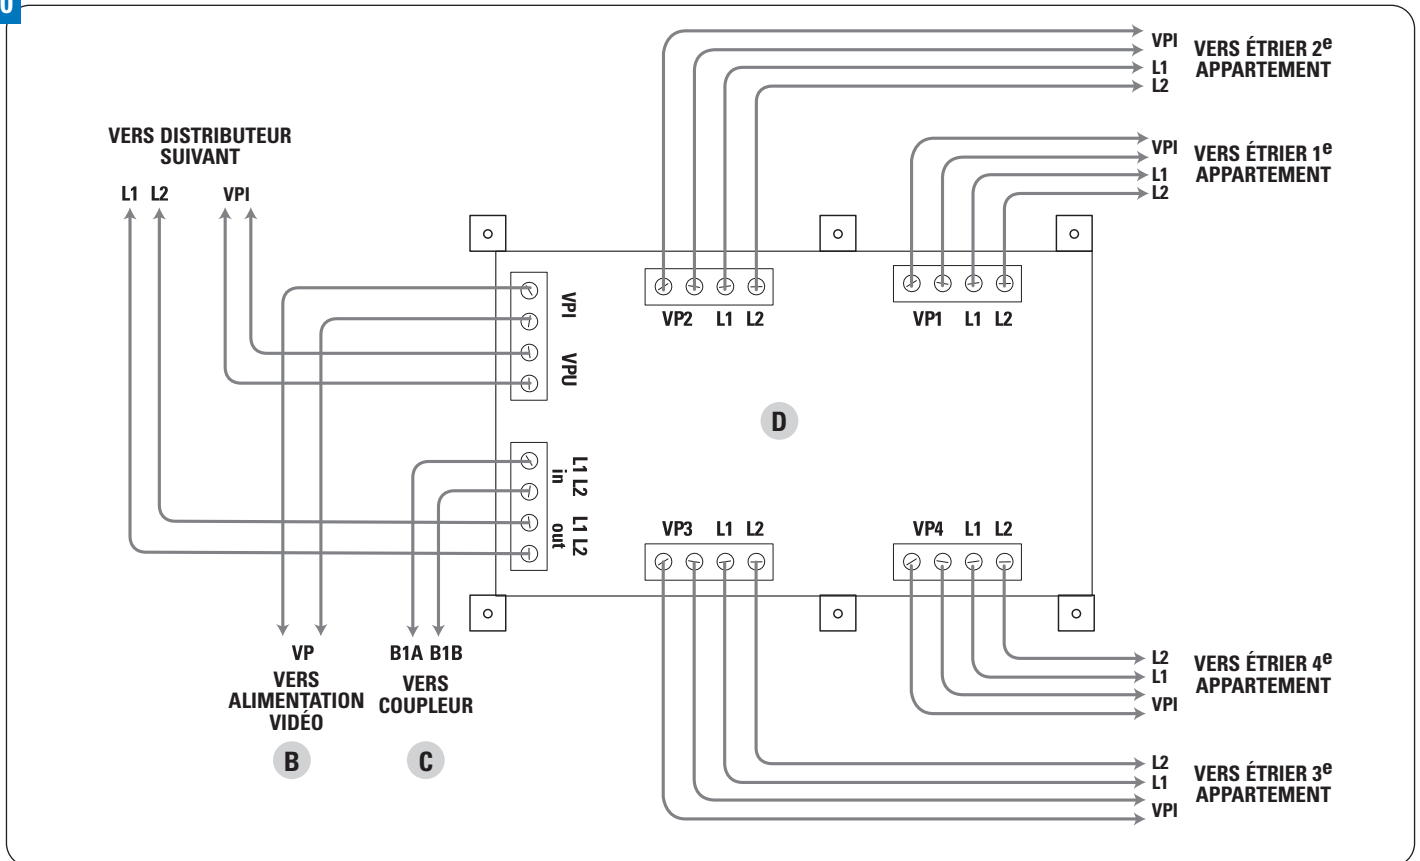 0
VPI
L1
L2
VERS ÉTRIER 2e
APPARTEMENT
VPI
L1
L2
VERS ÉTRIER 1e
APPARTEMENT
VERS DISTRIBUTEUR
SUIVANT
L1 L2 VPI
VP2 L1 L2
VP1 L1 L2
VPI
VPU
D
L1 L2
in
L1 L2
out
VP3 L1 L2
VP4 L1 L2
VP
VERS
ALIMENTATION
VIDÉO
B
B1A B1B
VERS
COUPLEUR
C
L2
L1
VPI
VERS ÉTRIER 4e
APPARTEMENT
L2
L1
VPI
VERS ÉTRIER 3e
APPARTEMENT